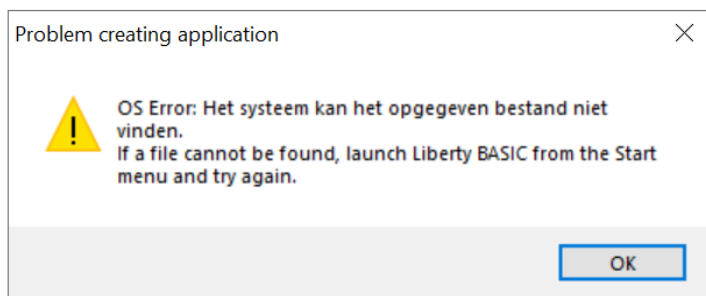 Problem creating application
OS Error: Het systeem kan het opgegeven bestand niet
vinden.
If a file cannot be found, launch Liberty BASIC from the Start
menu and try again.
OK